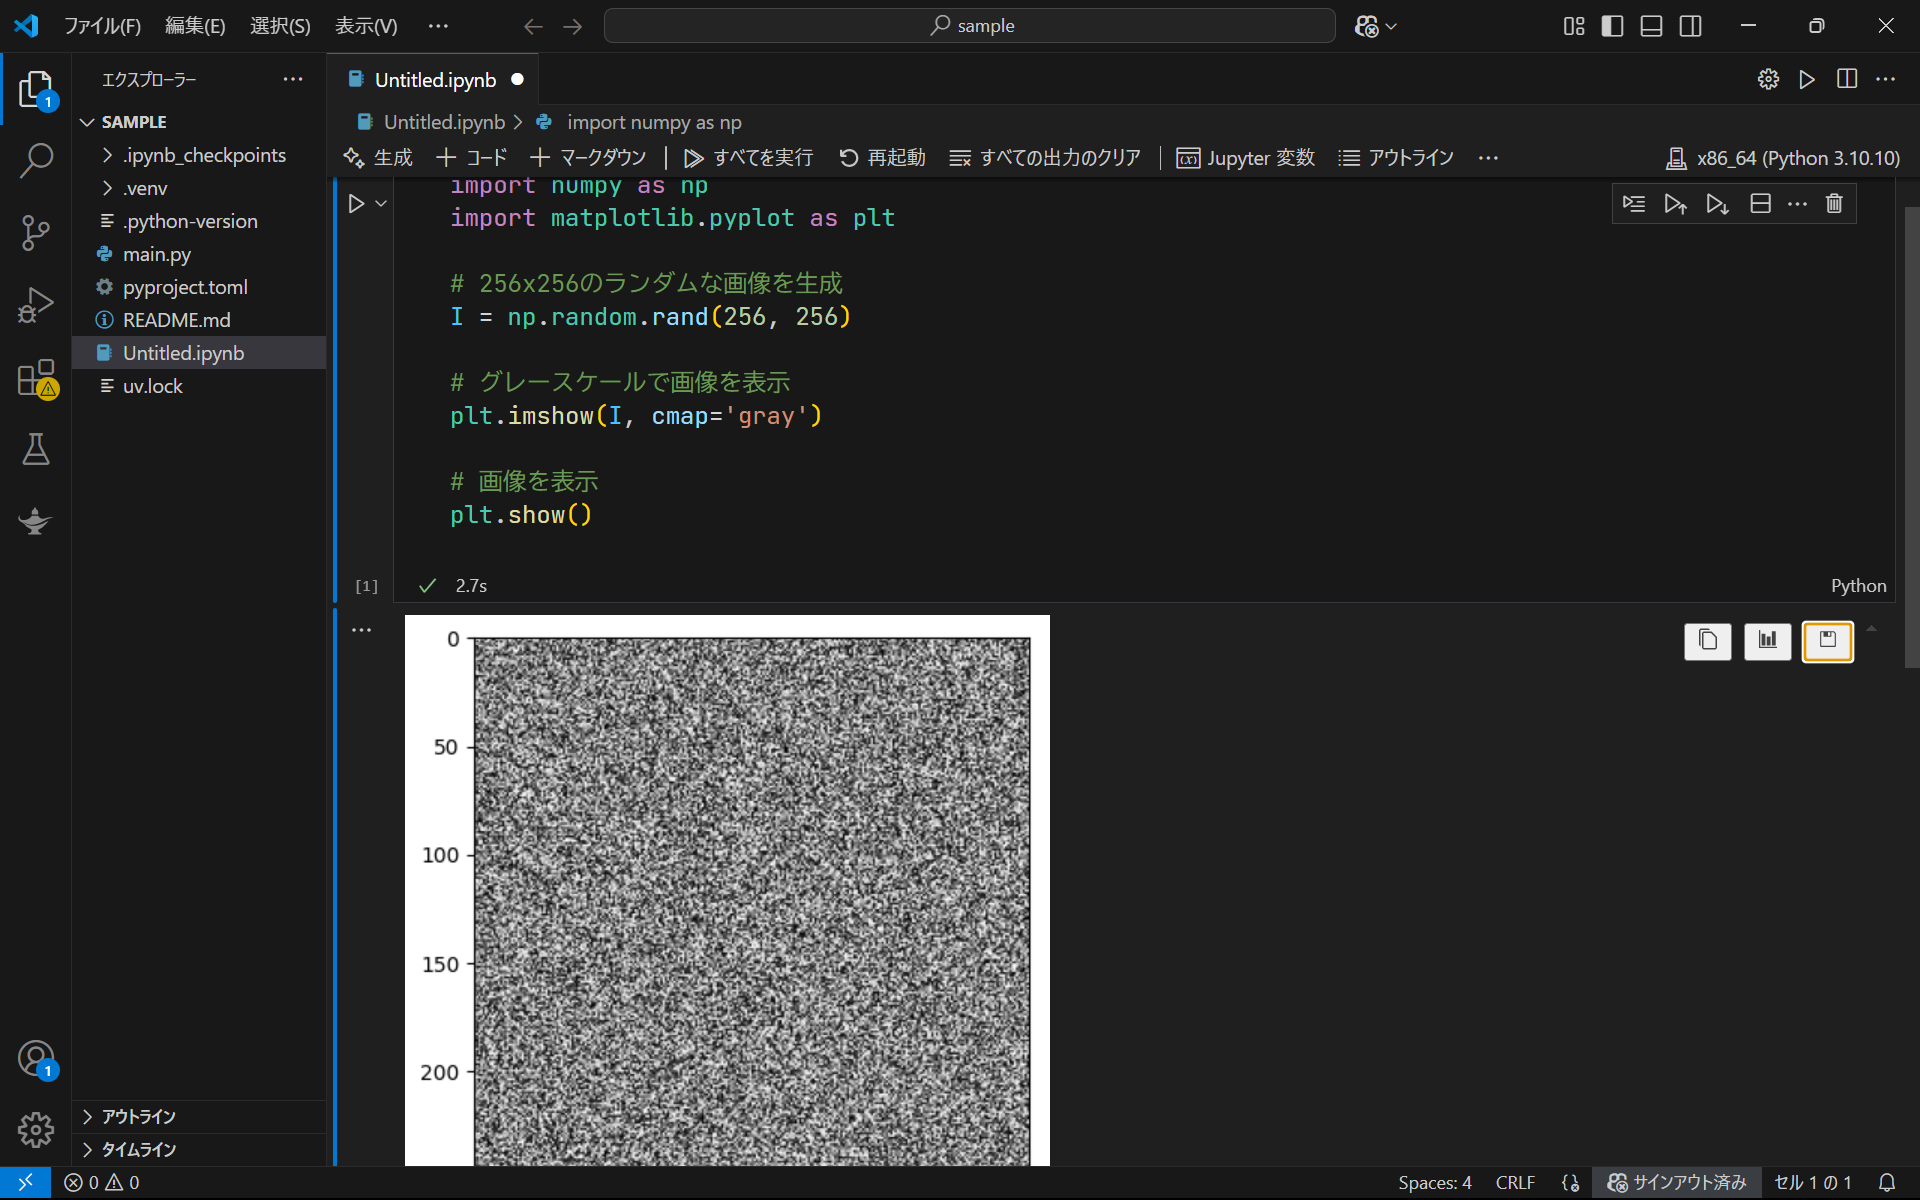 ファイル(F) 編集(E) 選択(S) 表示(V) ··· sample
エクスプローラー ···
SAMPLE
.ipynb_checkpoints
.venv
.python-version
main.py
pyproject.toml
README.md
Untitled.ipynb
uv.lock
アウトライン
タイムライン
1
1
Untitled.ipynb
Untitled.ipynb > import numpy as np
生成 + コード + マークダウン | すべてを実行 再起動 すべての出力のクリア | Jupyter 変数 アウトライン ··· x86_64 (Python 3.10.10)
import numpy as np
import matplotlib.pyplot as plt
# 256x256のランダムな画像を生成
I = np.random.rand(256, 256)
# グレースケールで画像を表示
plt.imshow(I, cmap='gray')
# 画像を表示
plt.show()
[1] 2.7s Python
0
50
100
150
200
0 0 Spaces: 4 CRLF サインアウト済み セル 1 の 1